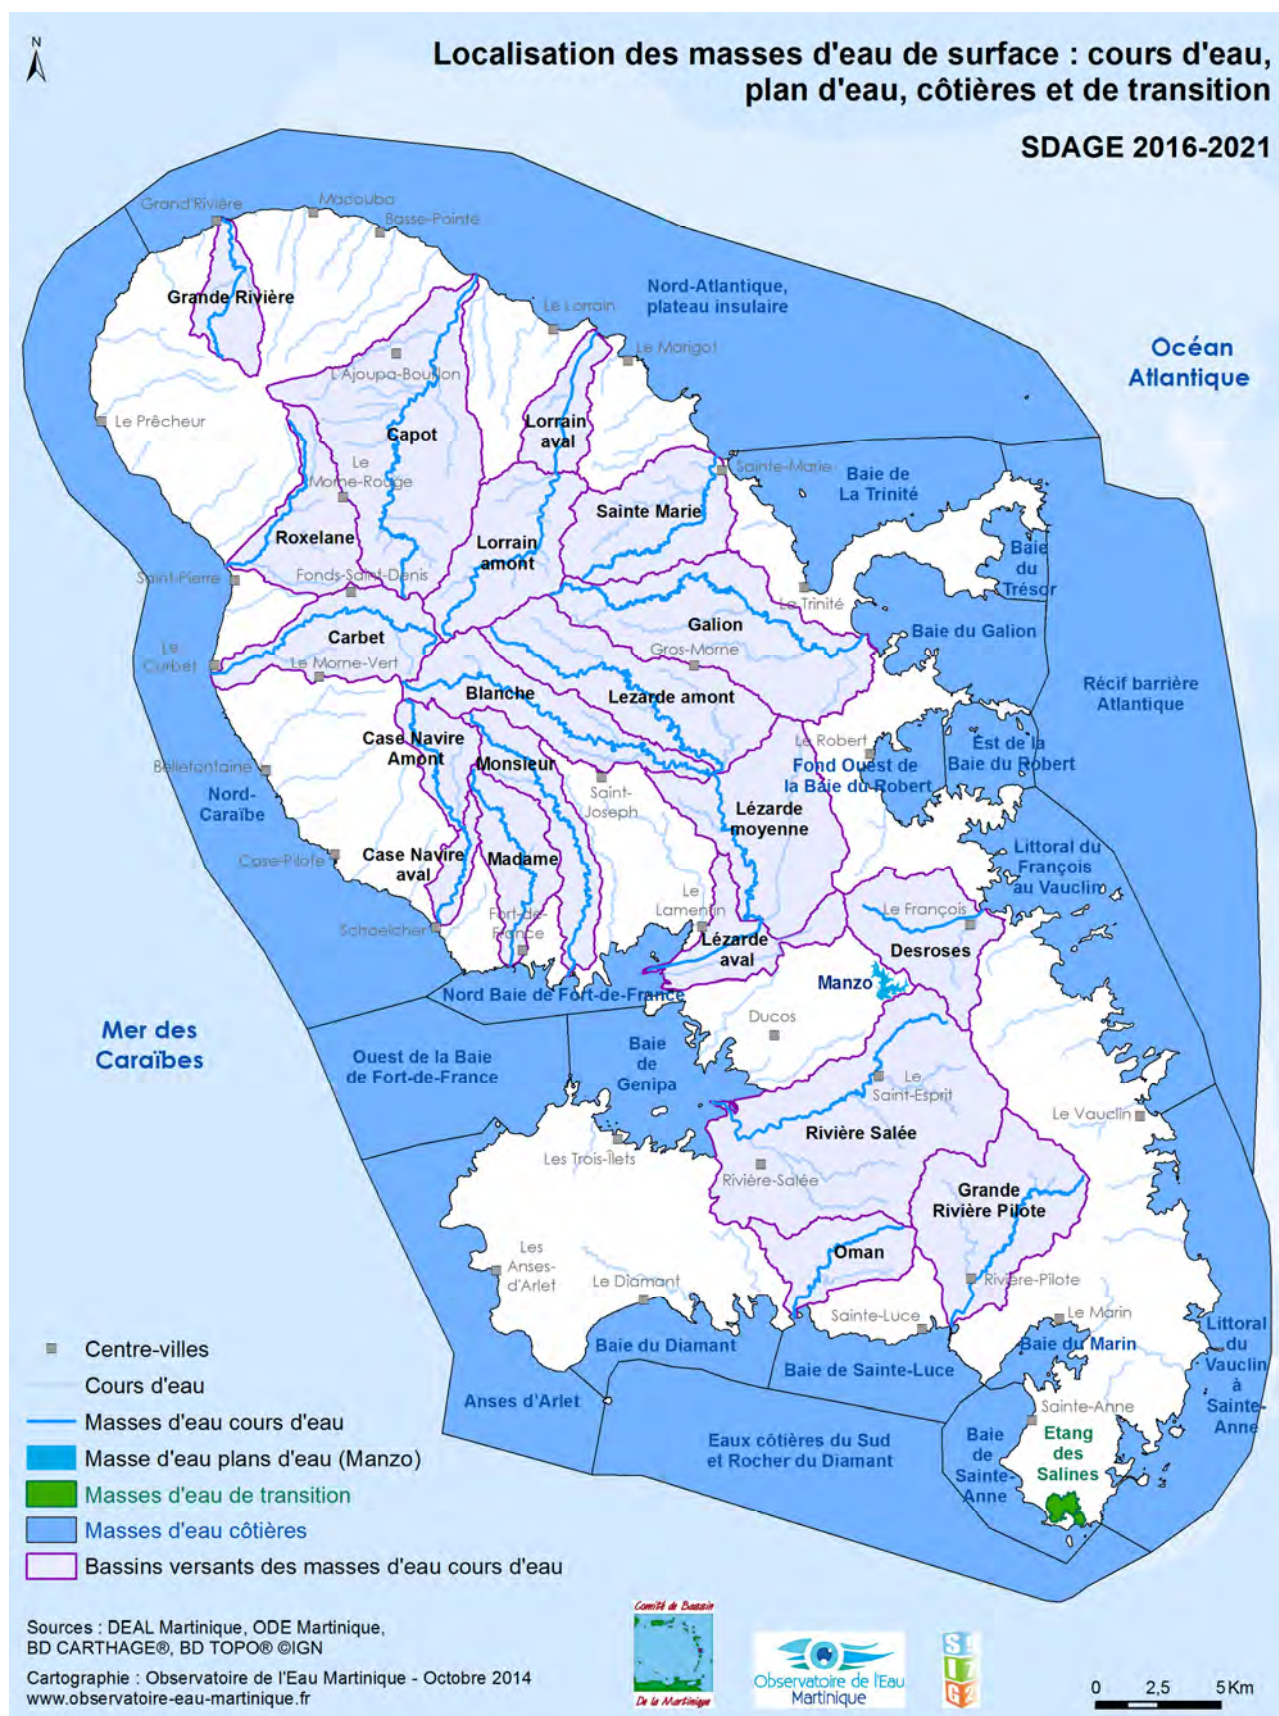 N
Localisation des masses d'eau de surface : cours d'eau,
plan d'eau, côtières et de transition
SDAGE 2016-2021
Grand'Rivière
Macouba
Basse-Pointe
Grande Rivière
Nord-Atlantique,
plateau insulaire
Le Lorrain
Le Marigot
Océan
Atlantique
L'Ajoupa-Bouillon
Le Prêcheur
Capot
Lorrain
aval
Le
Morne-Rouge
Sainte-Marie
Baie de
La Trinité
Sainte Marie
Roxelane
Lorrain
amont
Baie
du
Trésor
Saint-Pierre
Fonds-Saint-Denis
La Trinité
Galion
Baie du Galion
Carbet
Le
Carbet
Le Morne-Vert
Gros-Morne
Blanche
Lezarde amont
Récif barrière
Atlantique
Case Navire
Amont
Monsieur
Le Robert
Est de la
Baie du Robert
Fond Ouest de
la Baie du Robert
Bellefontaine
Nord-
Caraïbe
Saint-
Joseph
Lézarde
moyenne
Case-Pilote
Case Navire
aval
Madame
Littoral du
François
au Vauclin
Le
Lamentin
Le François
Fort-de-
France
Schoelcher
Lézarde
aval
Desroses
Manzo
Nord Baie de Fort-de-France
Ducos
Mer des
Caraïbes
Ouest de la Baie
de Fort-de-France
Baie
de
Genipa
Le
Saint-Esprit
Le Vauclin
Rivière Salée
Les Trois-Îlets
Rivière-Salée
Grande
Rivière Pilote
Oman
Les
Anses-
d'Arlet
Le Diamant
Rivière-Pilote
Sainte-Luce
Le Marin
Baie du Diamant
Baie du Marin
Littoral
du
Vauclin
à
Sainte-
Anne
Baie de Sainte-Luce
Anses d'Arlet
Sainte-Anne
Eaux côtières du Sud
et Rocher du Diamant
Baie
de
Sainte-
Anne
Etang
des
Salines
Centre-villes
Cours d'eau
Masses d'eau cours d'eau
Masse d'eau plans d'eau (Manzo)
Masses d'eau de transition
Masses d'eau côtières
Bassins versants des masses d'eau cours d'eau
Sources : DEAL Martinique, ODE Martinique,
BD CARTHAGE®, BD TOPO® ©IGN
Cartographie : Observatoire de l'Eau Martinique - Octobre 2014
www.observatoire-eau-martinique.fr
Comité de Bassin
De la Martinique
Observatoire de l'Eau
Martinique
0 2,5 5 Km